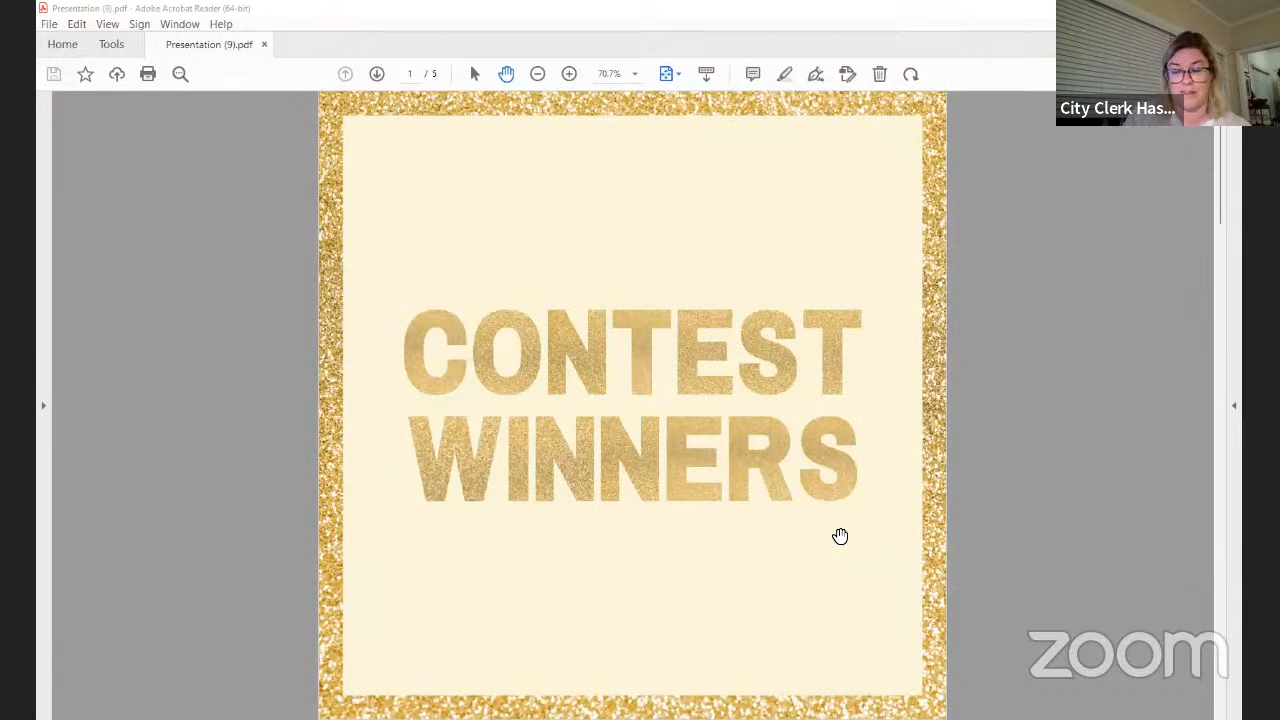 Presentation (9).pdf - Adobe Acrobat Reader (64-bit)
File Edit View Sign Window Help
Home Tools Presentation (9).pdf ×
1 / 5 70.7%
City Clerk Has...
CONTEST
WINNERS
zoom